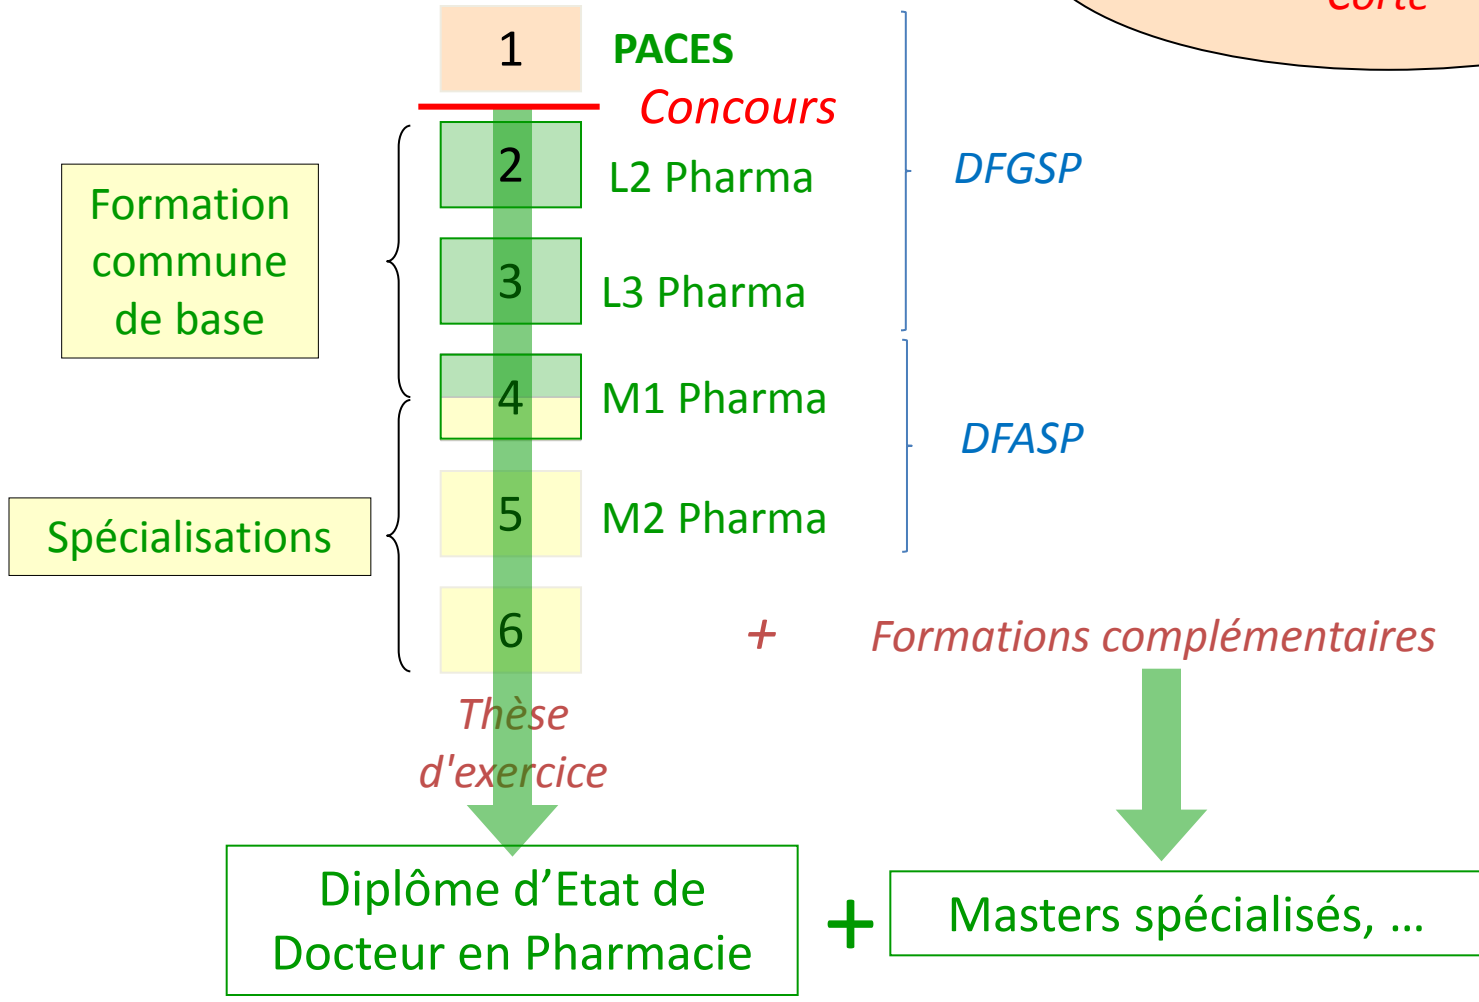 Corte
1 PACES
Concours
2 L2 Pharma
DFGSP
Formation
commune
de base
3 L3 Pharma
4 M1 Pharma
DFASP
Spécialisations
5 M2 Pharma
6 + Formations complémentaires
Thèse
d'exercice
Diplôme d’Etat de
Docteur en Pharmacie
+
Masters spécialisés, ...